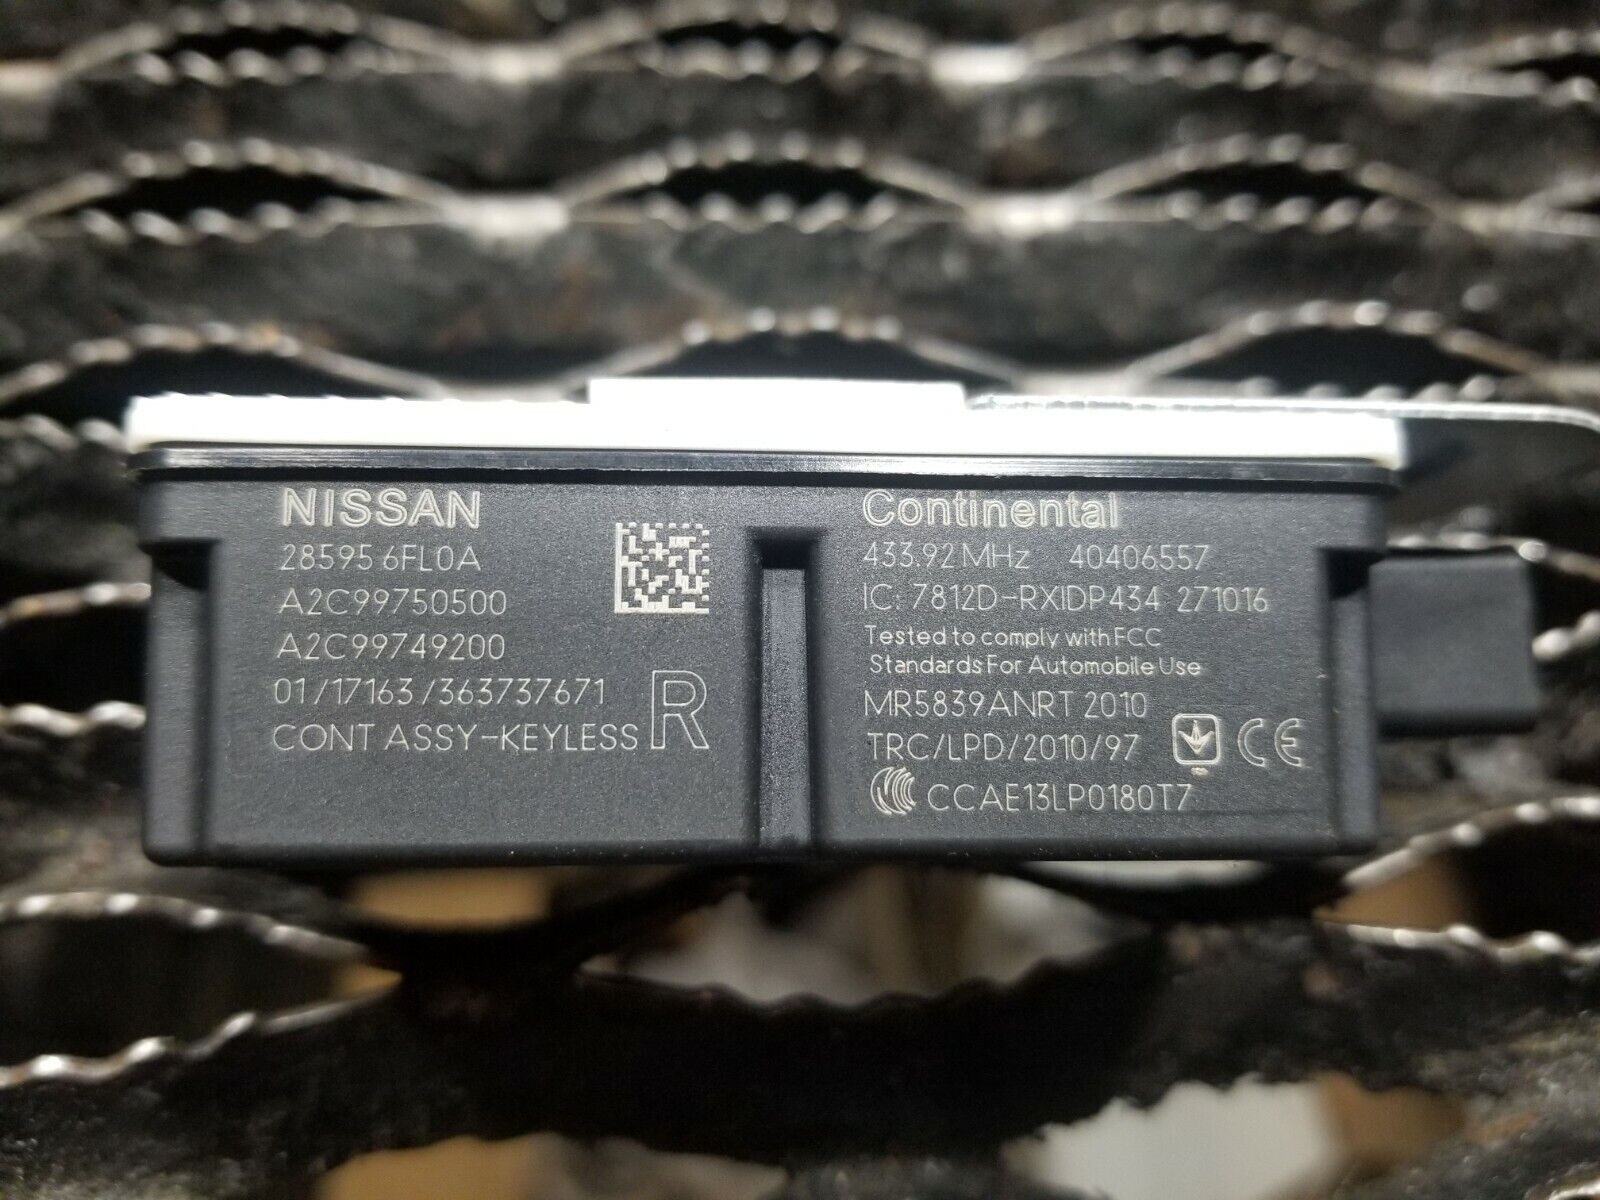 NISSAN
28595 6FL0A
A2C99750500
A2C99749200
01/17163/363737671
CONT ASSY-KEYLESS R
Continental
433.92 MHz 40406557
IC: 7812D-RXIDP434 271016
Tested to comply with FCC
Standards For Automobile Use
MR5839ANRT 2010
TRC/LPD/2010/97 CE
CCAE13LP0180T7